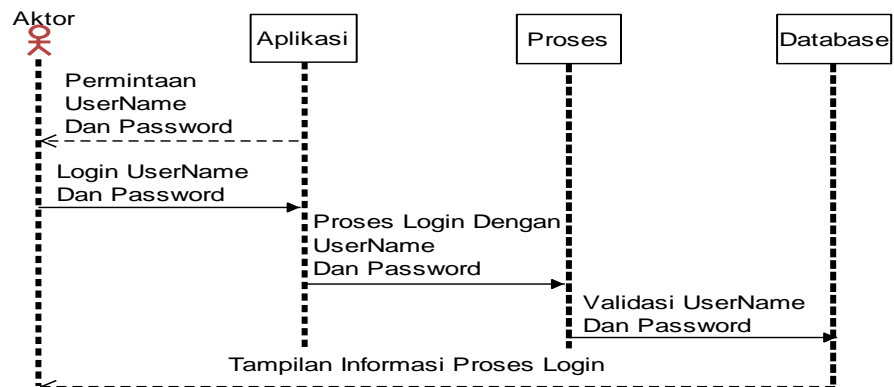 Aktor
Aplikasi
Proses
Database
Permintaan
UserName
Dan Password
Login UserName
Dan Password
Proses Login Dengan
UserName
Dan Password
Validasi UserName
Dan Password
Tampilan Informasi Proses Login